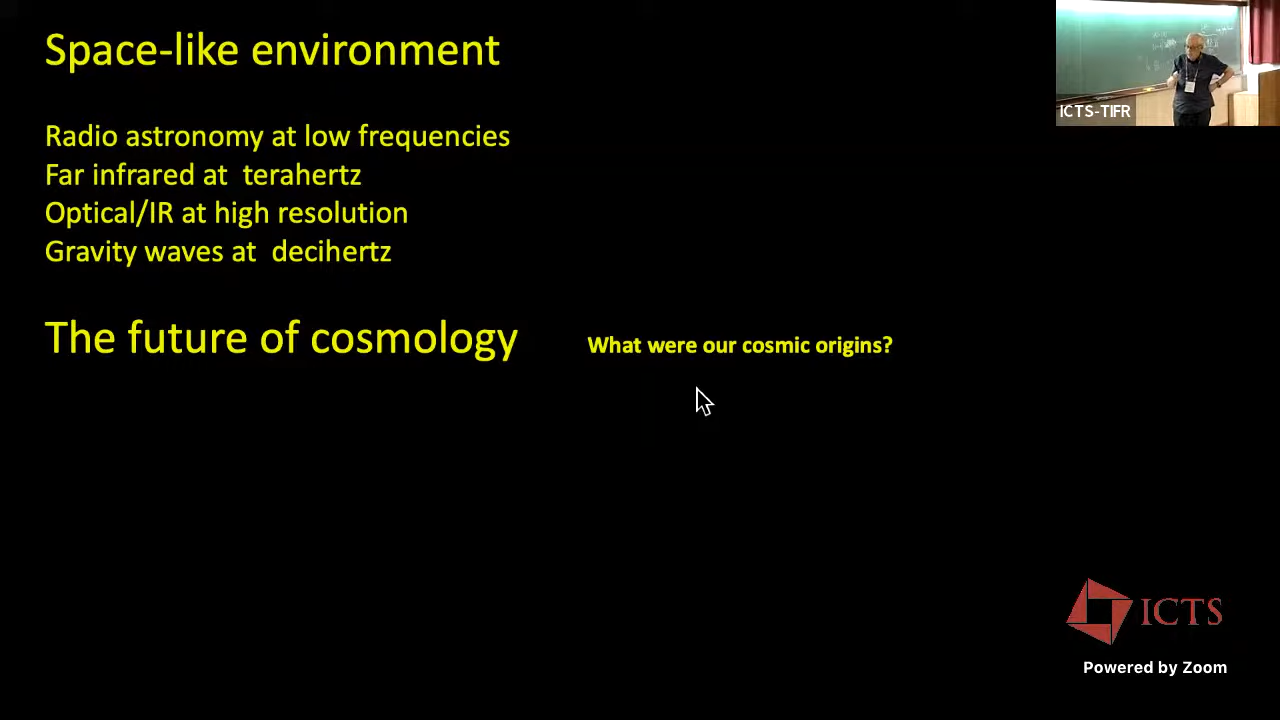 Space-like environment
ICTS-TIFR
Radio astronomy at low frequencies
Far infrared at terahertz
Optical/IR at high resolution
Gravity waves at decihertz
The future of cosmology
What were our cosmic origins?
ICTS
Powered by Zoom